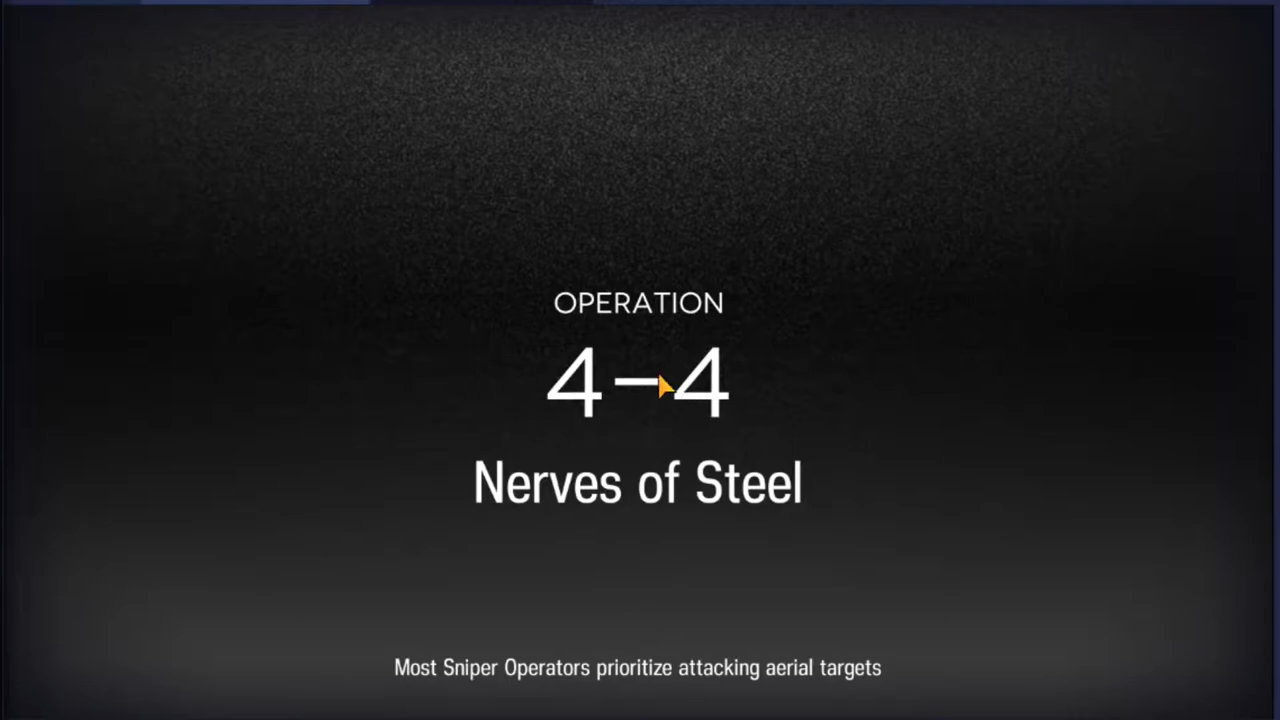 OPERATION
4-4
Nerves of Steel
Most Sniper Operators prioritize attacking aerial targets